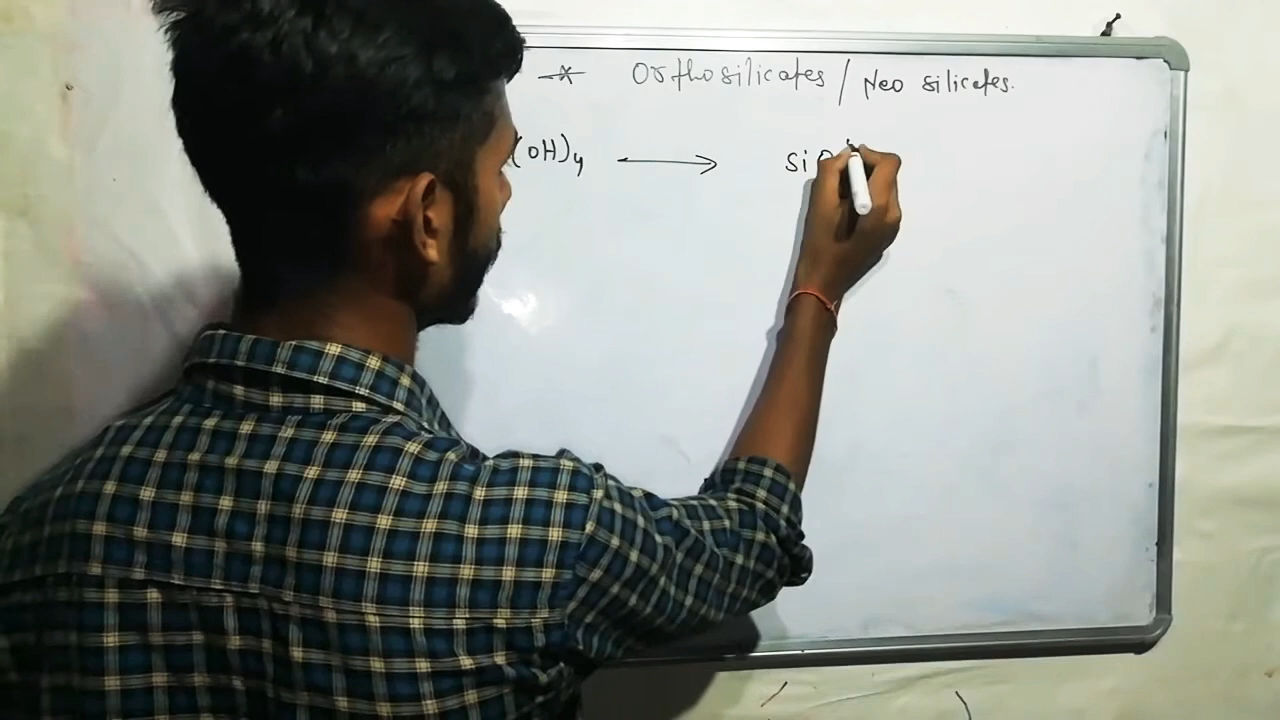 * Orthosilicates / Neo silicates.
(OH)4 ⟶ Si